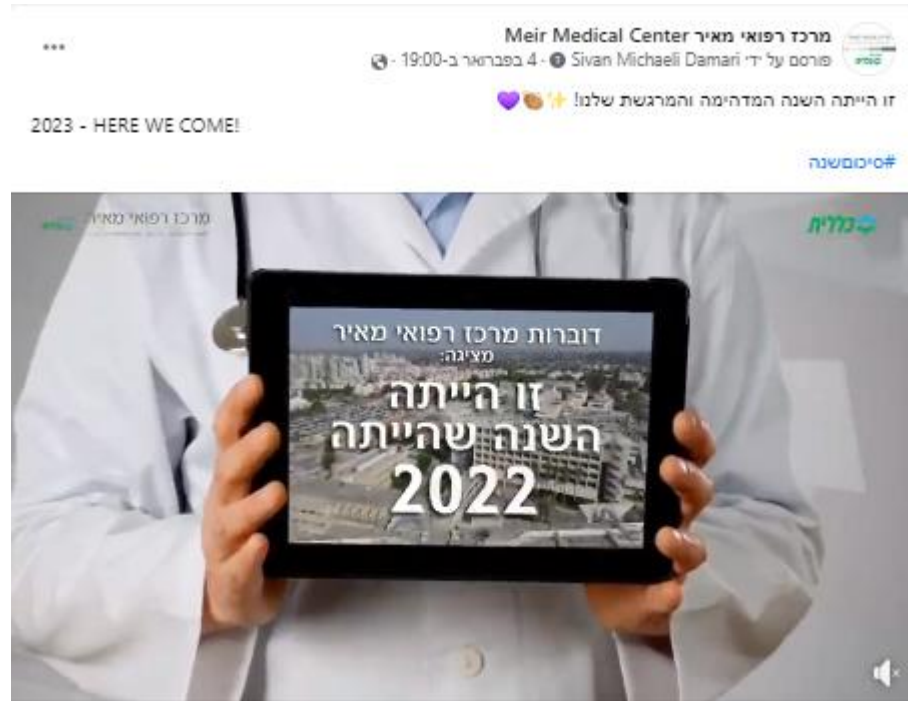 מרכז רפואי מאיר Meir Medical Center
פורסם על ידי Sivan Michaeli Damari · 4 בפברואר ב-19:00 ·
זו הייתה השנה המדהימה והמרגשת שלנו! ✨👏🏽💜
2023 - HERE WE COME!
#סיכוםשנה
מרכז רפואי מאיר
כללית
דוברות מרכז רפואי מאיר
מציגה:
זו הייתה
השנה שהייתה
2022